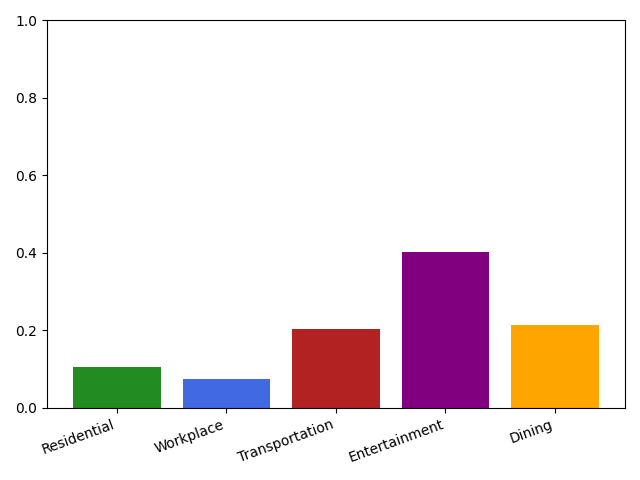 1.0
0.8
0.6
0.4
0.2
0.0
Residential
Workplace
Transportation
Entertainment
Dining